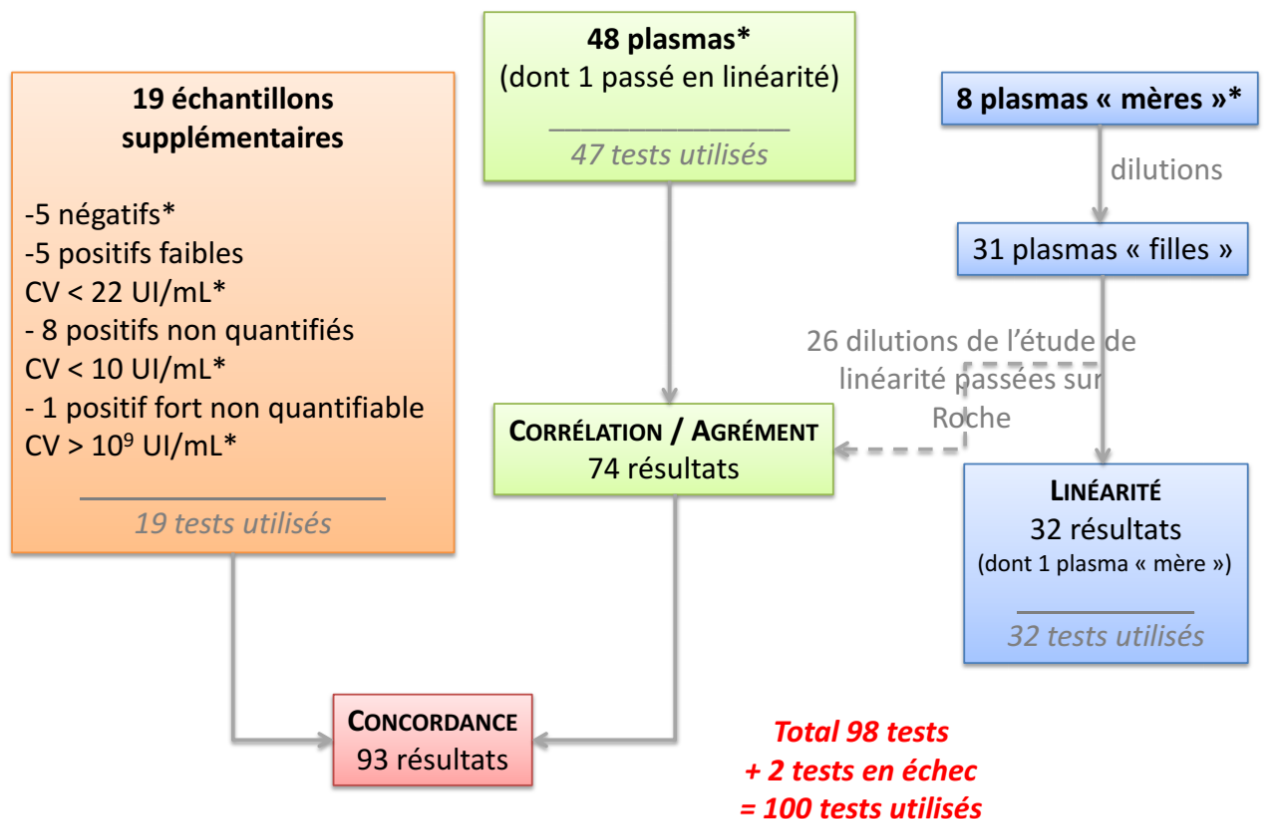 19 échantillons
supplémentaires
-5 négatifs*
-5 positifs faibles
CV < 22 UI/mL*
- 8 positifs non quantifiés
CV < 10 UI/mL*
- 1 positif fort non quantifiable
CV > 10⁹ UI/mL*
19 tests utilisés
48 plasmas*
(dont 1 passé en linéarité)
47 tests utilisés
8 plasmas « mères »*
dilutions
31 plasmas « filles »
26 dilutions de l’étude de
linéarité passées sur
Roche
CORRÉLATION / AGRÉMENT
74 résultats
LINÉARITÉ
32 résultats
(dont 1 plasma « mère »)
32 tests utilisés
CONCORDANCE
93 résultats
Total 98 tests
+ 2 tests en échec
= 100 tests utilisés